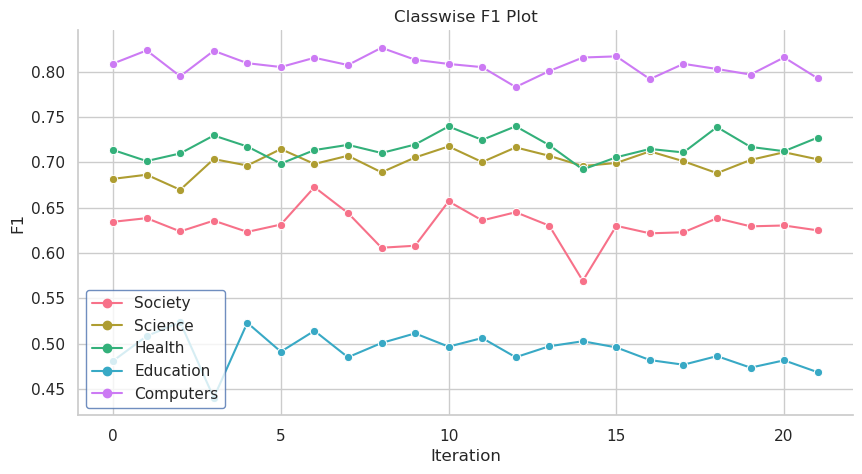 Classwise F1 Plot
F1
0.80
0.75
0.70
0.65
0.60
0.55
0.50
0.45
Society
Science
Health
Education
Computers
0 5 10 15 20
Iteration